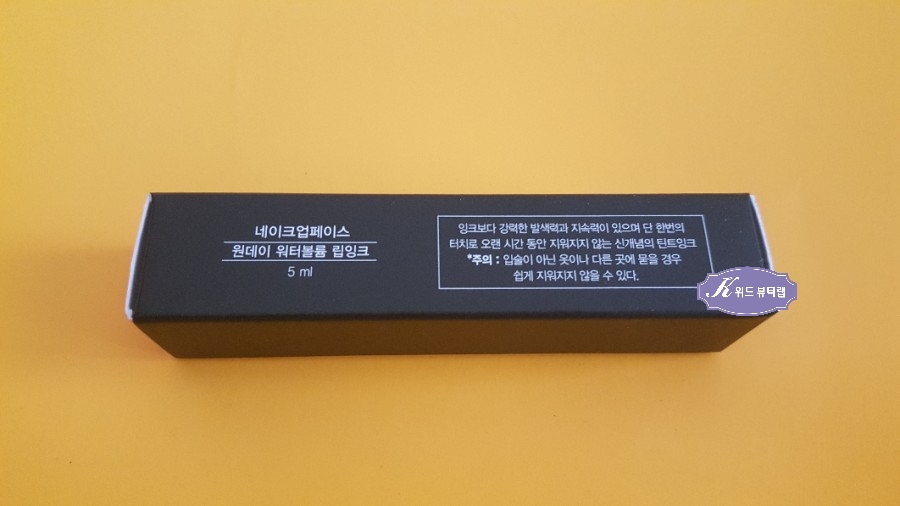 네이크업페이스
원데이 워터볼륨 립잉크
5 ml
잉크보다 강력한 발색력과 지속력이 있으며 단 한번의
터치로 오랜 시간 동안 지워지지 않는 신개념의 틴트잉크
*주의 : 입술이 아닌 옷이나 다른 곳에 묻을 경우
쉽게 지워지지 않을 수 있다.
K위드 뷰티랩